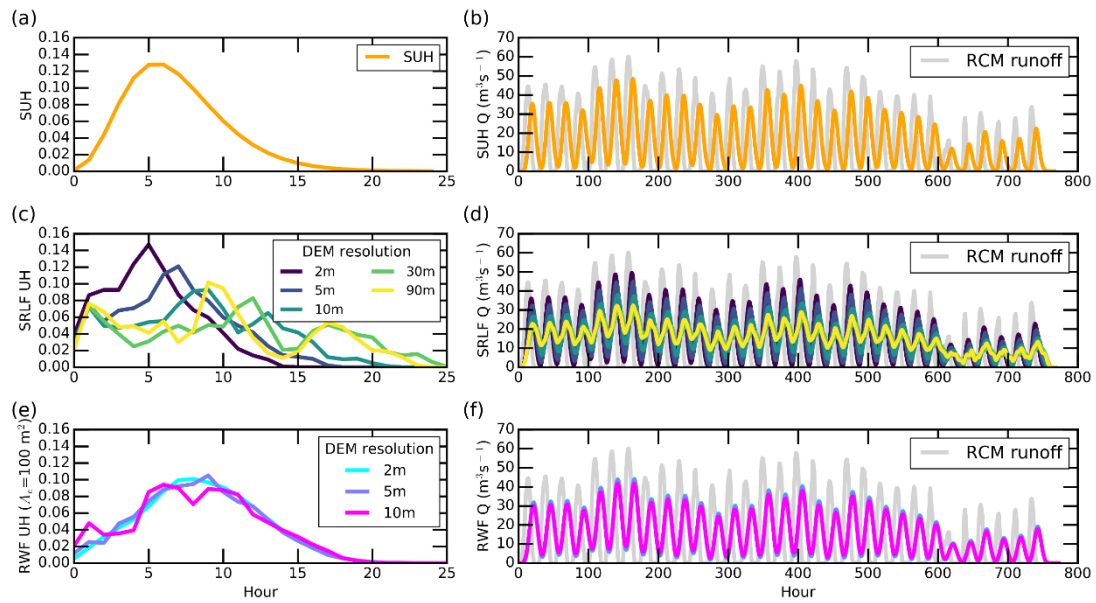 (a)
0.16
0.14
0.12
0.10
0.08
0.06
0.04
0.02
0.00
SUH
SUH
0 5 10 15 20 25
(b)
70
60
50
40
30
20
10
0
SUH Q (m³s⁻¹)
RCM runoff
0 100 200 300 400 500 600 700 800
(c)
0.16
0.14
0.12
0.10
0.08
0.06
0.04
0.02
0.00
SRLF UH
DEM resolution
2m 30m
5m 90m
10m
0 5 10 15 20 25
(d)
70
60
50
40
30
20
10
0
SRLF Q (m³s⁻¹)
RCM runoff
0 100 200 300 400 500 600 700 800
(e)
0.16
0.14
0.12
0.10
0.08
0.06
0.04
0.02
0.00
RWF UH (A_c=100 m²)
DEM resolution
2m
5m
10m
0 5 10 15 20 25
Hour
(f)
70
60
50
40
30
20
10
0
RWF Q (m³s⁻¹)
RCM runoff
0 100 200 300 400 500 600 700 800
Hour